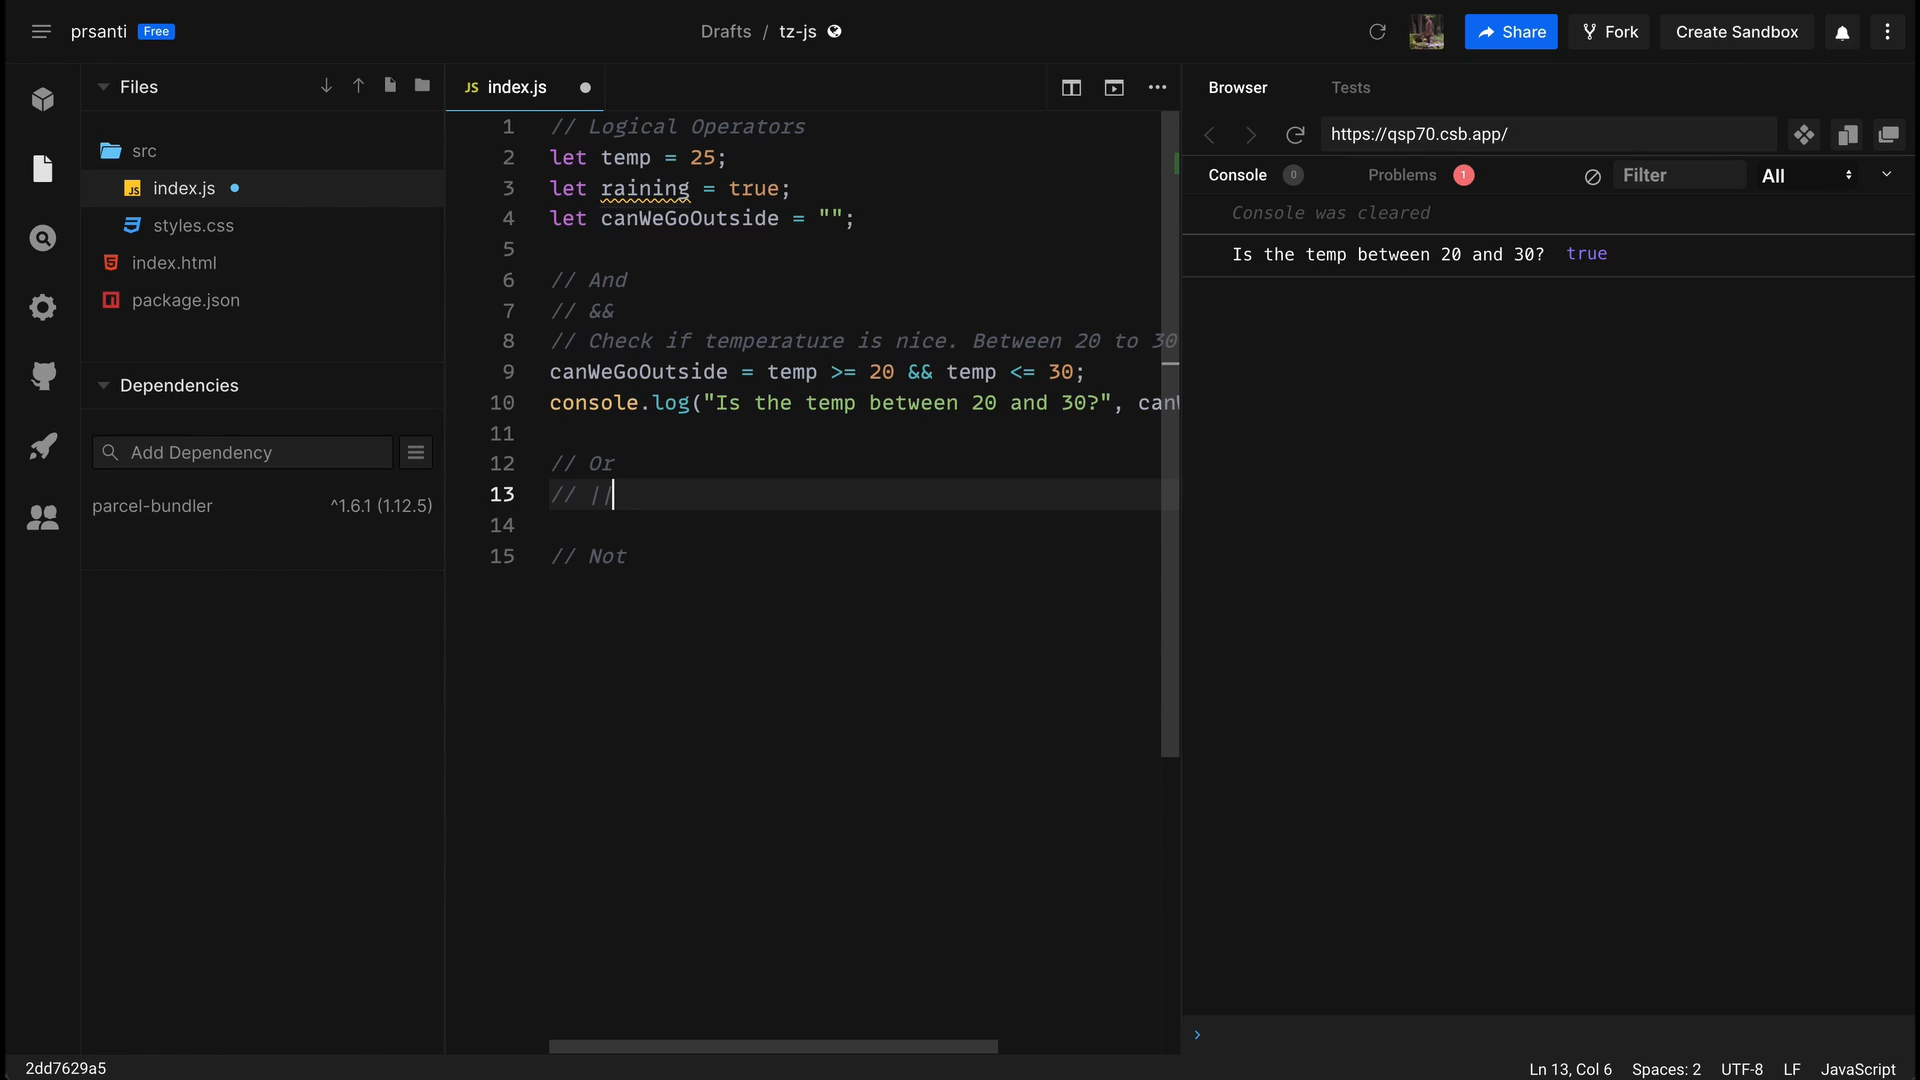 prsanti Free
Drafts / tz-js
Share
Fork
Create Sandbox
Files
src
index.js
styles.css
index.html
package.json
Dependencies
Add Dependency
parcel-bundler ^1.6.1 (1.12.5)
JS index.js
1 // Logical Operators
2 let temp = 25;
3 let raining = true;
4 let canWeGoOutside = "";
5
6 // And
7 // &&
8 // Check if temperature is nice. Between 20 to 30
9 canWeGoOutside = temp >= 20 && temp <= 30;
10 console.log("Is the temp between 20 and 30?", can
11
12 // Or
13 // ||
14
15 // Not
Browser Tests
https://qsp70.csb.app/
Console 0 Problems 1 Filter All
Console was cleared
Is the temp between 20 and 30? true
2dd7629a5
Ln 13, Col 6 Spaces: 2 UTF-8 LF JavaScript